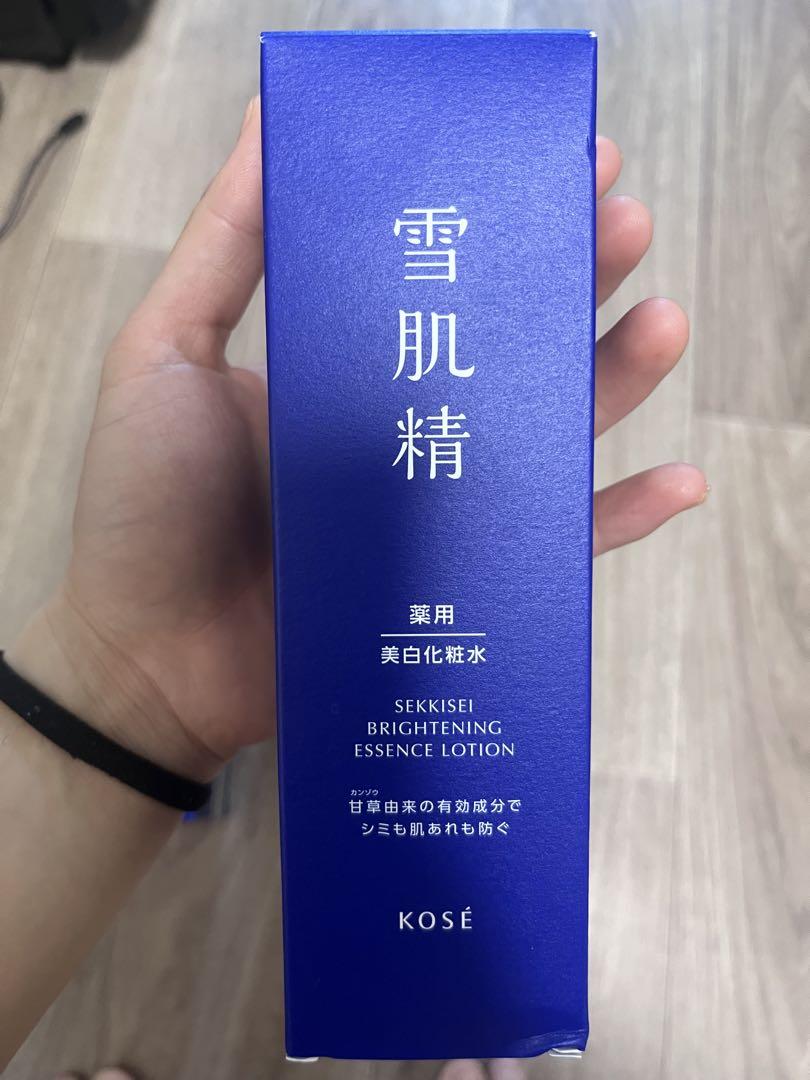 雪肌精
薬用
美白化粧水
SEKKISEI
BRIGHTENING
ESSENCE LOTION
カンゾウ
甘草由来の有効成分で
シミも肌あれも防ぐ
KOSÉ